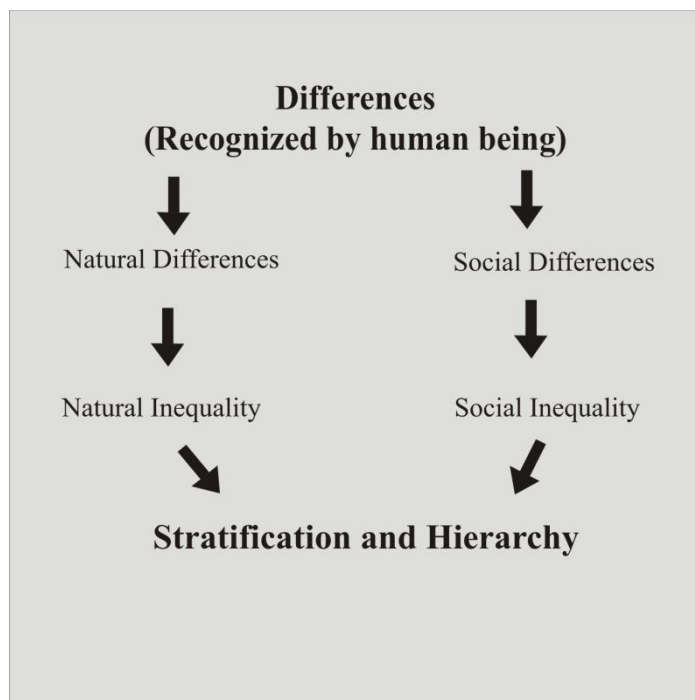 Differences
(Recognized by human being)
Natural Differences
Social Differences
Natural Inequality
Social Inequality
Stratification and Hierarchy